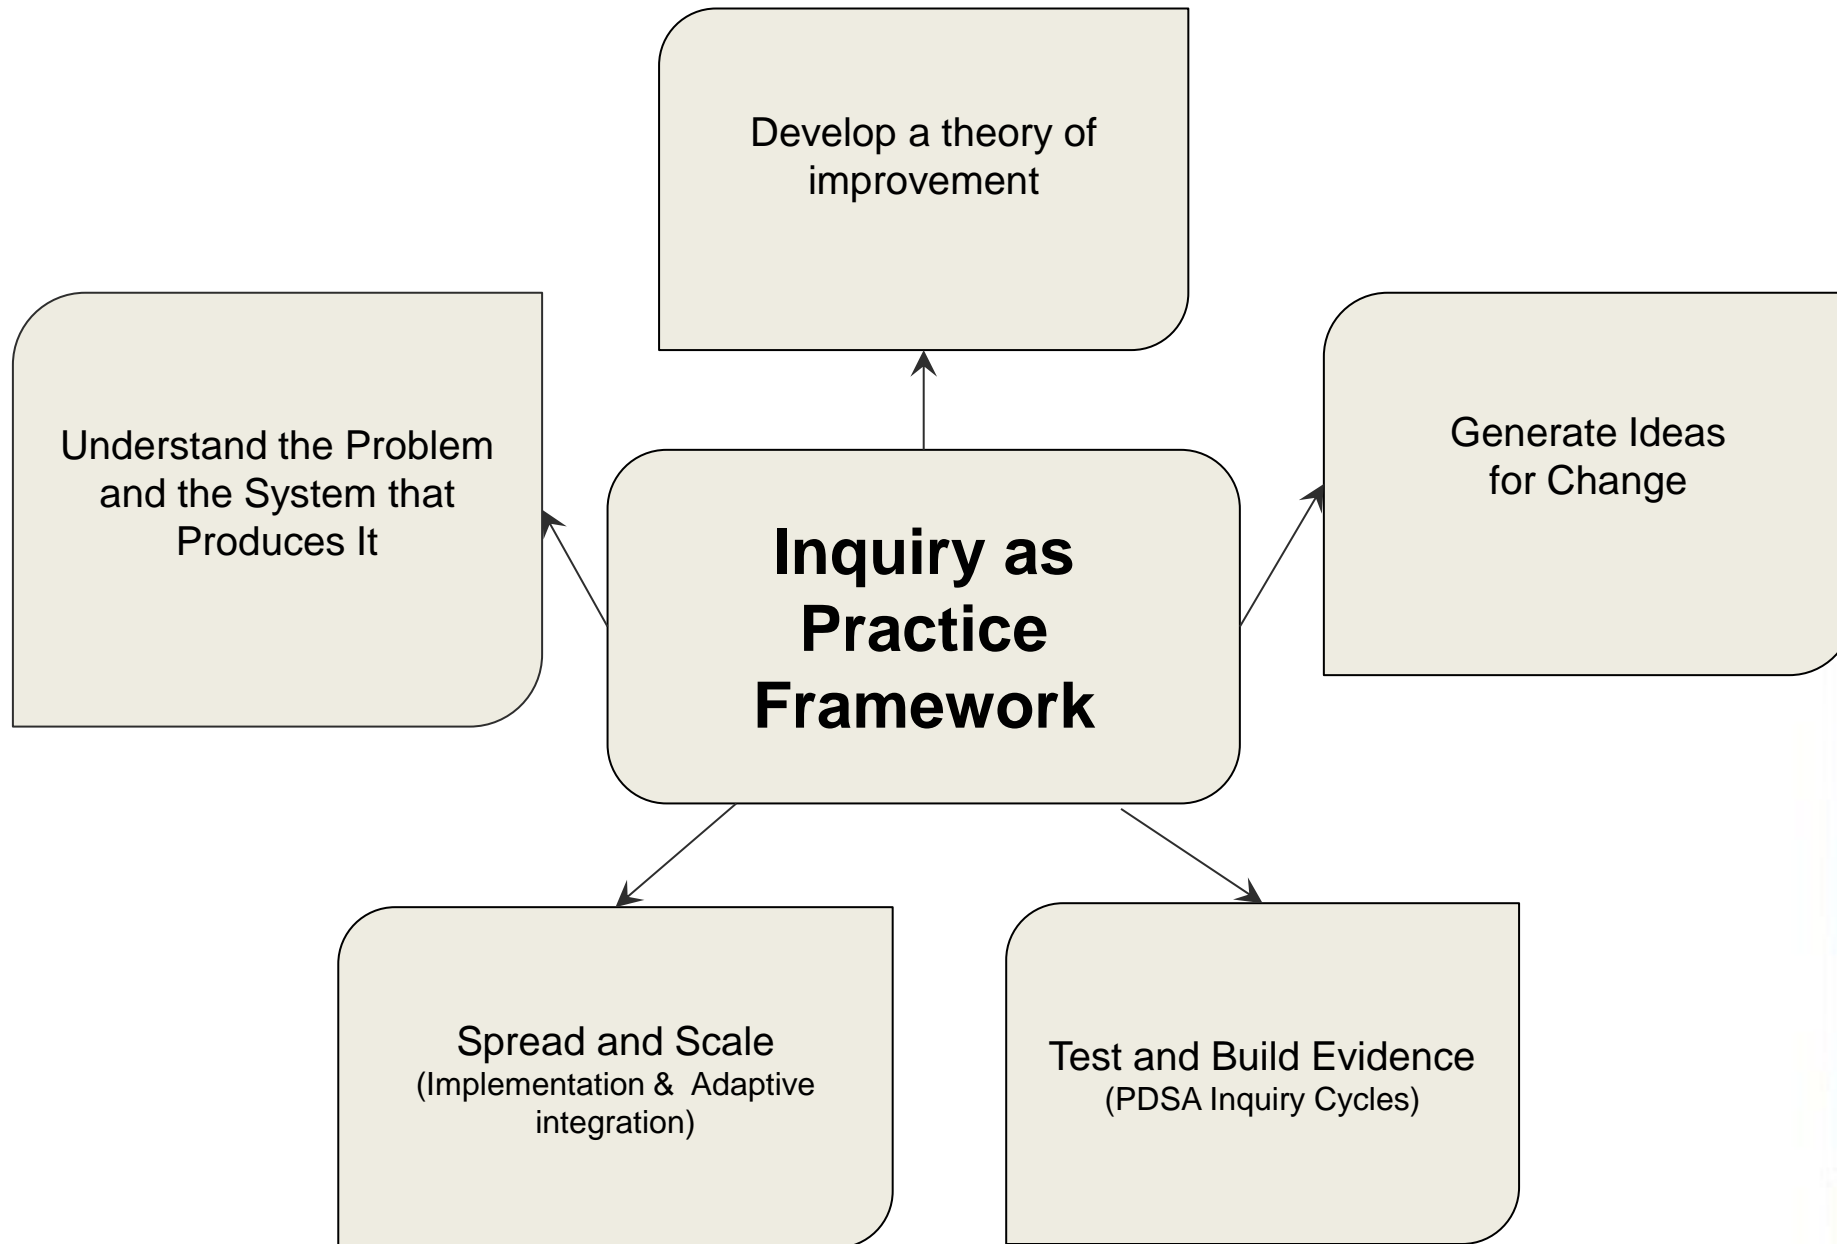 Develop a theory of
improvement
Understand the Problem
and the System that
Produces It
Generate Ideas
for Change
Inquiry as
Practice
Framework
Spread and Scale
(Implementation &  Adaptive
integration)
Test and Build Evidence
(PDSA Inquiry Cycles)